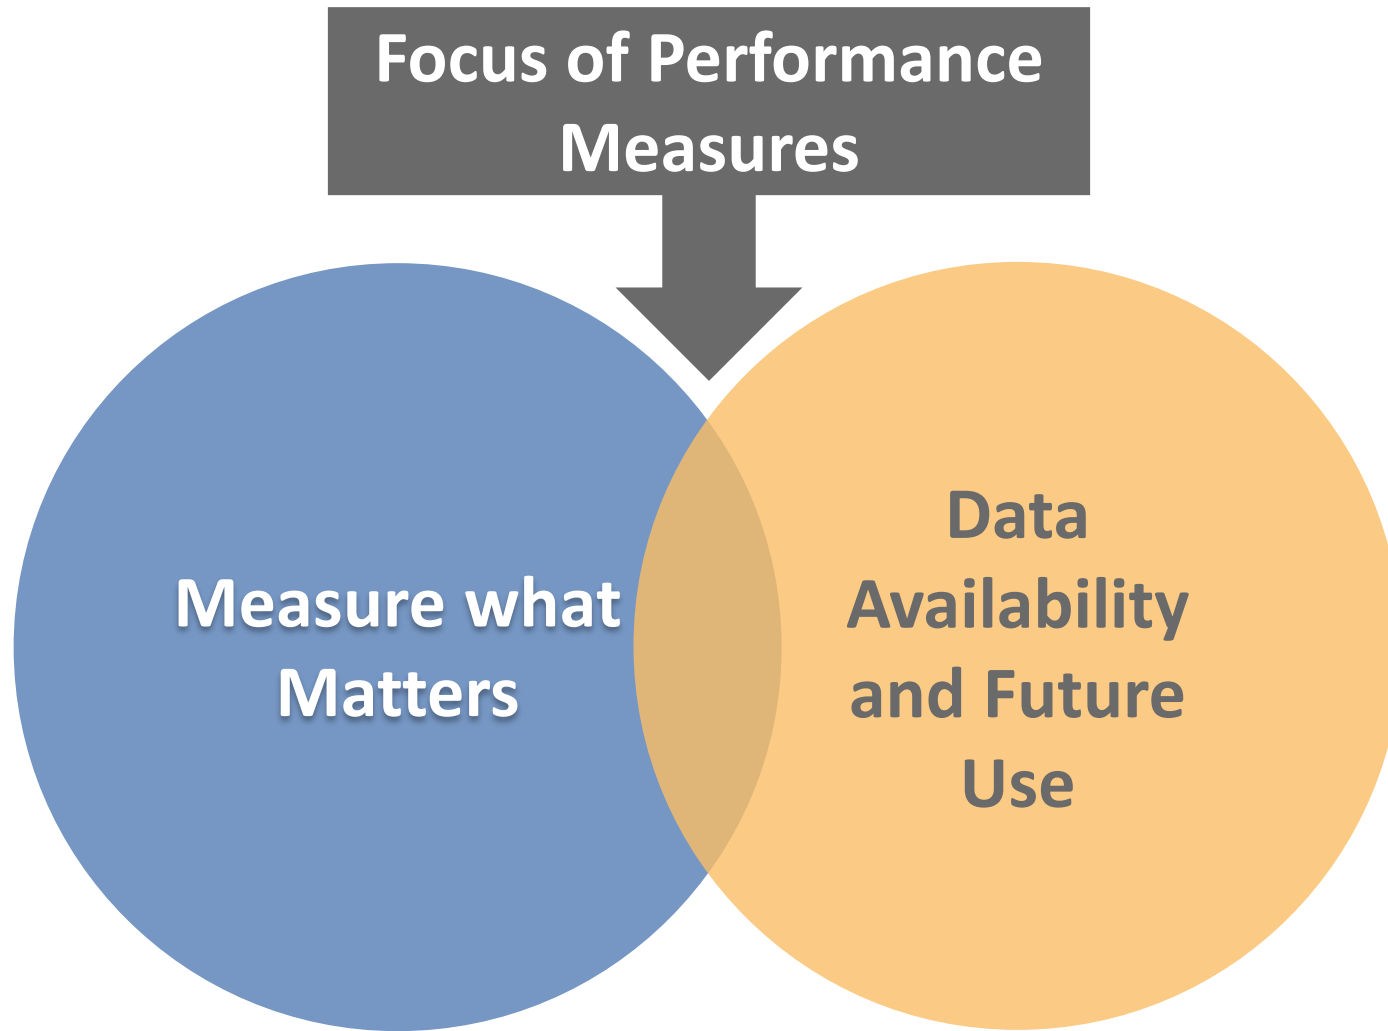 Focus of Performance
Measures
Measure what
Matters
Data
Availability
and Future
Use